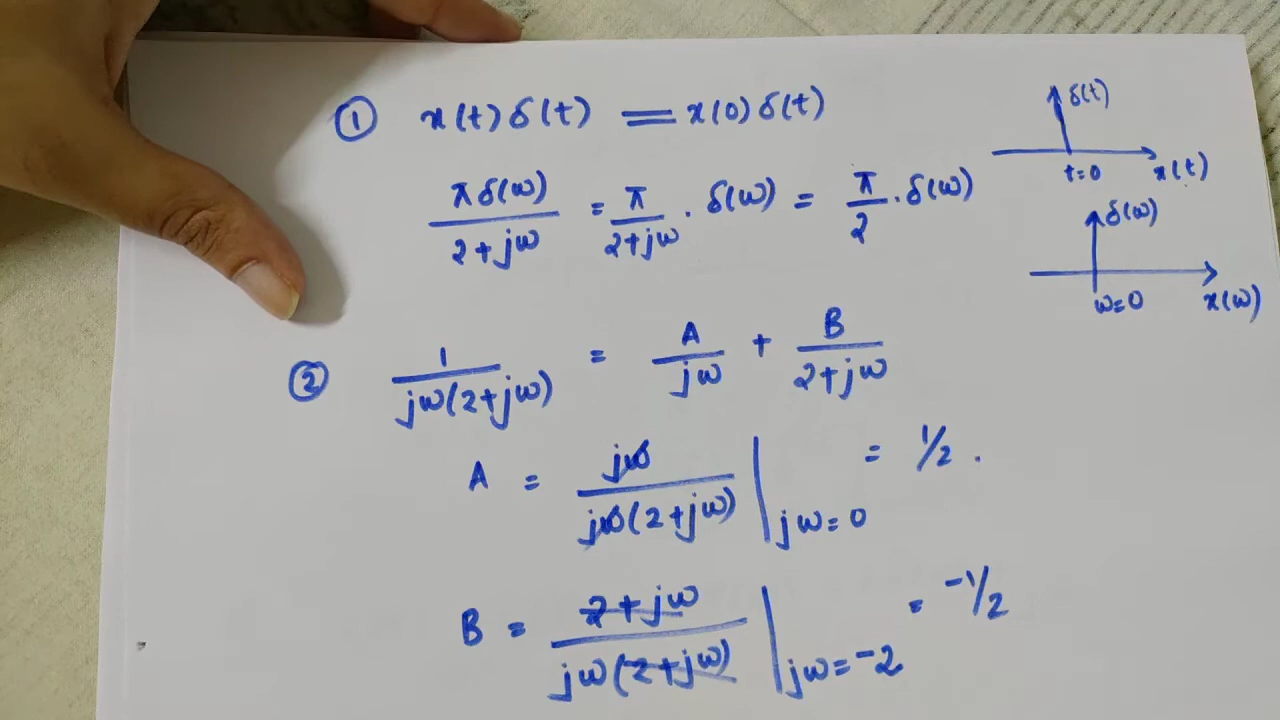 ① x(t)δ(t) = x(0)δ(t)
δ(t)
t=0
x(t)
πδ(ω)/(2+jω) = π/(2+jω) · δ(ω) = π/2 · δ(ω)
δ(ω)
ω=0
x(ω)
② 1/(jω(2+jω)) = A/(jω) + B/(2+jω)
A = jω/(jω(2+jω)) |jω=0 = 1/2 .
B = (2+jω)/(jω(2+jω)) |jω=-2 = -1/2